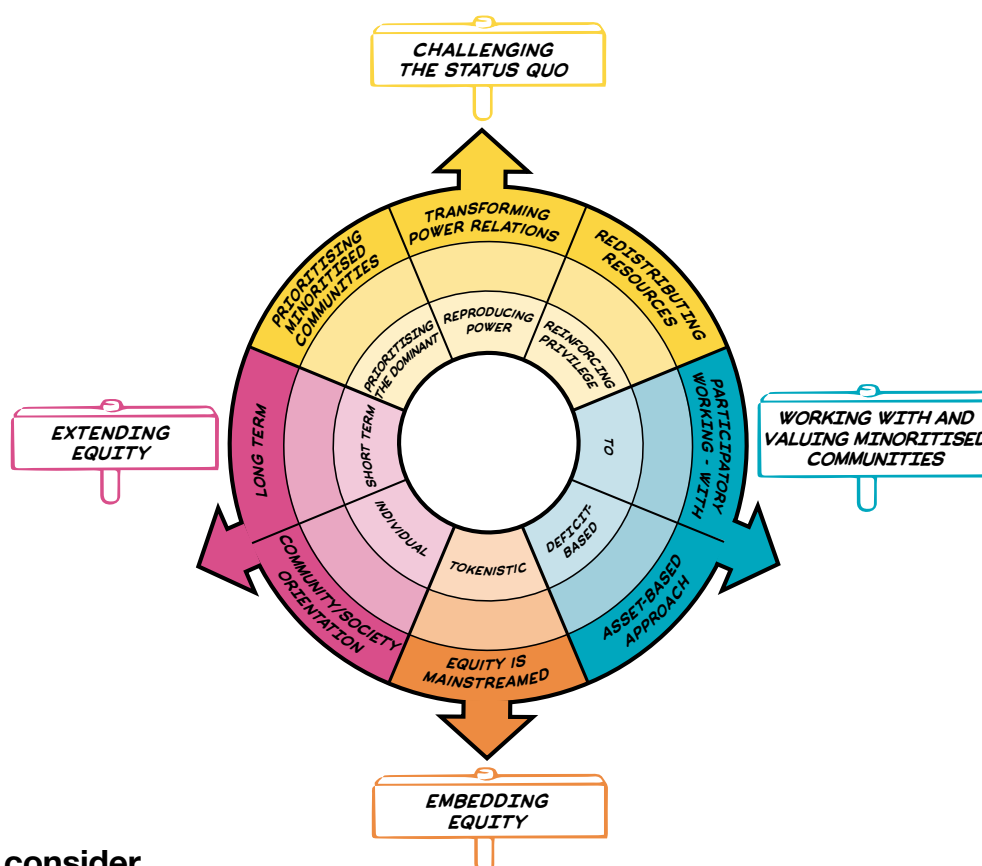 CHALLENGING
THE STATUS QUO
TRANSFORMING
POWER RELATIONS
PRIORITISING
MINORITISED
COMMUNITIES
REDISTRIBUTING
RESOURCES
REPRODUCING
POWER
PRIORITISING
THE DOMINANT
REINFORCING
PRIVILEGE
EXTENDING
EQUITY
LONG TERM
SHORT TERM
TO
PARTICIPATORY
WORKING - WITH
WORKING WITH AND
VALUING MINORITISED
COMMUNITIES
INDIVIDUAL
DEFICIT-
BASED
TOKENISTIC
COMMUNITY/SOCIETY
ORIENTATION
ASSET-BASED
APPROACH
EQUITY IS
MAINSTREAMED
EMBEDDING
EQUITY
consider